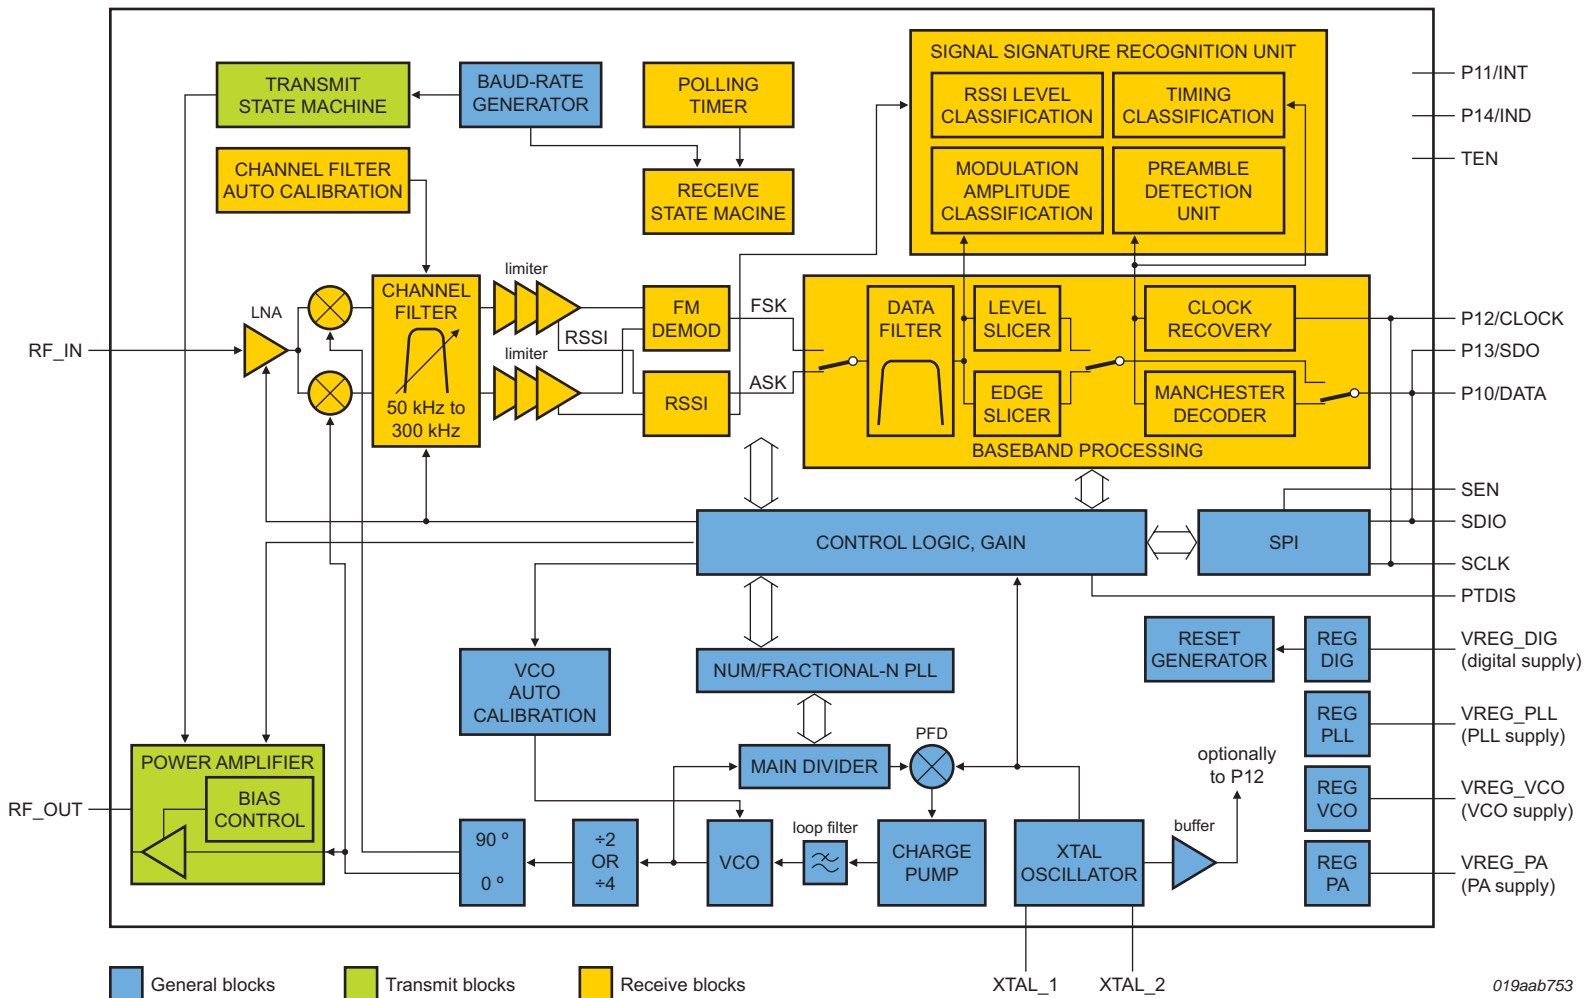 SIGNAL SIGNATURE RECOGNITION UNIT
TRANSMIT
STATE MACHINE
BAUD-RATE
GENERATOR
POLLING
TIMER
RSSI LEVEL
CLASSIFICATION
TIMING
CLASSIFICATION
P11/INT
P14/IND
TEN
CHANNEL FILTER
AUTO CALIBRATION
RECEIVE
STATE MACINE
MODULATION
AMPLITUDE
CLASSIFICATION
PREAMBLE
DETECTION
UNIT
LNA
CHANNEL
FILTER
50 kHz to
300 kHz
limiter
RSSI
limiter
FM
DEMOD
RSSI
FSK
ASK
DATA
FILTER
LEVEL
SLICER
EDGE
SLICER
CLOCK
RECOVERY
MANCHESTER
DECODER
BASEBAND PROCESSING
RF_IN
P12/CLOCK
P13/SDO
P10/DATA
SEN
SDIO
SCLK
PTDIS
CONTROL LOGIC, GAIN
SPI
VCO
AUTO
CALIBRATION
NUM/FRACTIONAL-N PLL
RESET
GENERATOR
REG
DIG
VREG_DIG
(digital supply)
REG
PLL
VREG_PLL
(PLL supply)
REG
VCO
VREG_VCO
(VCO supply)
REG
PA
VREG_PA
(PA supply)
POWER AMPLIFIER
BIAS
CONTROL
RF_OUT
MAIN DIVIDER
PFD
optionally
to P12
90 º
0 º
÷2
OR
÷4
VCO
loop filter
CHARGE
PUMP
XTAL
OSCILLATOR
buffer
XTAL_1
XTAL_2
General blocks
Transmit blocks
Receive blocks
019aab753